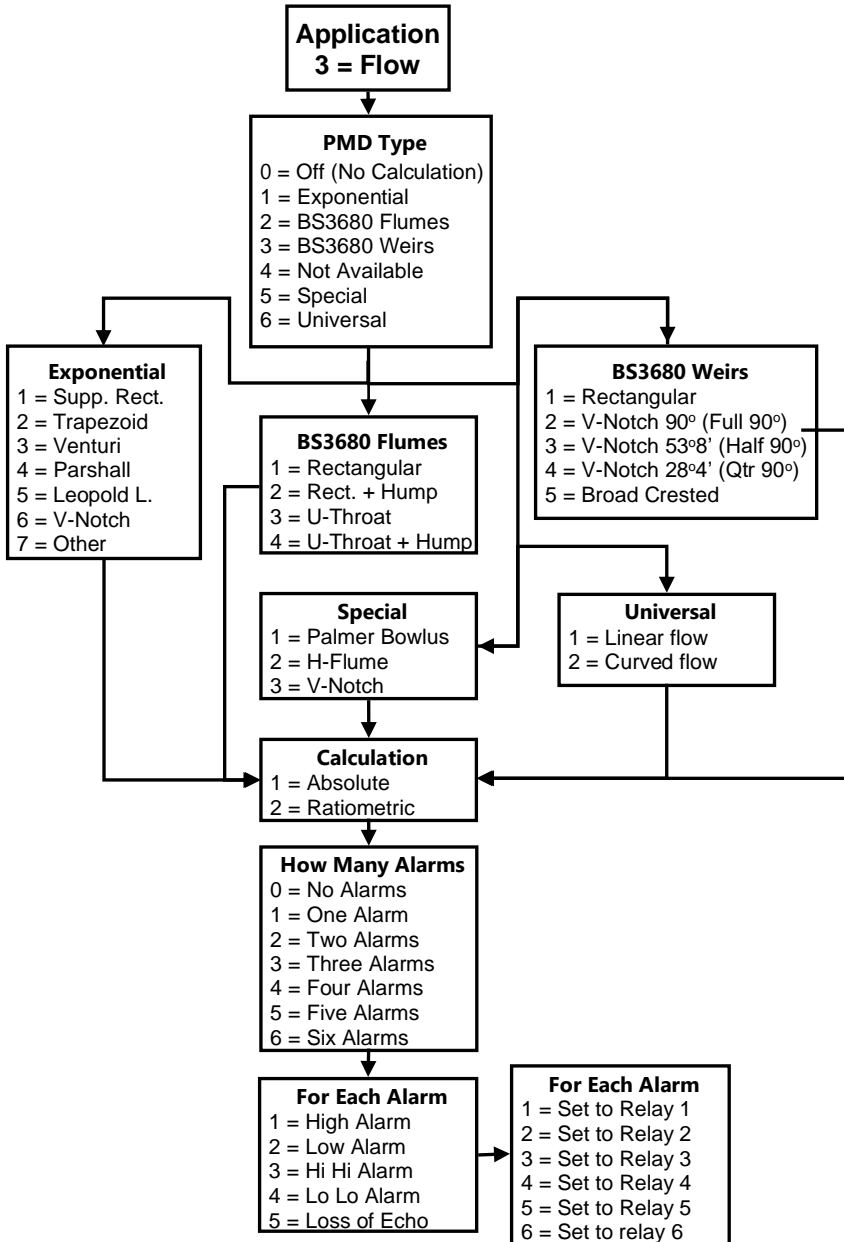 Application
3 = Flow
PMD Type
0 = Off (No Calculation)
1 = Exponential
2 = BS3680 Flumes
3 = BS3680 Weirs
4 = Not Available
5 = Special
6 = Universal
Exponential
1 = Supp. Rect.
2 = Trapezoid
3 = Venturi
4 = Parshall
5 = Leopold L.
6 = V-Notch
7 = Other
BS3680 Flumes
1 = Rectangular
2 = Rect. + Hump
3 = U-Throat
4 = U-Throat + Hump
BS3680 Weirs
1 = Rectangular
2 = V-Notch 90º (Full 90º)
3 = V-Notch 53º8’ (Half 90º)
4 = V-Notch 28º4’ (Qtr 90º)
5 = Broad Crested
Special
1 = Palmer Bowlus
2 = H-Flume
3 = V-Notch
Universal
1 = Linear flow
2 = Curved flow
Calculation
1 = Absolute
2 = Ratiometric
How Many Alarms
0 = No Alarms
1 = One Alarm
2 = Two Alarms
3 = Three Alarms
4 = Four Alarms
5 = Five Alarms
6 = Six Alarms
For Each Alarm
1 = High Alarm
2 = Low Alarm
3 = Hi Hi Alarm
4 = Lo Lo Alarm
5 = Loss of Echo
For Each Alarm
1 = Set to Relay 1
2 = Set to Relay 2
3 = Set to Relay 3
4 = Set to Relay 4
5 = Set to Relay 5
6 = Set to relay 6